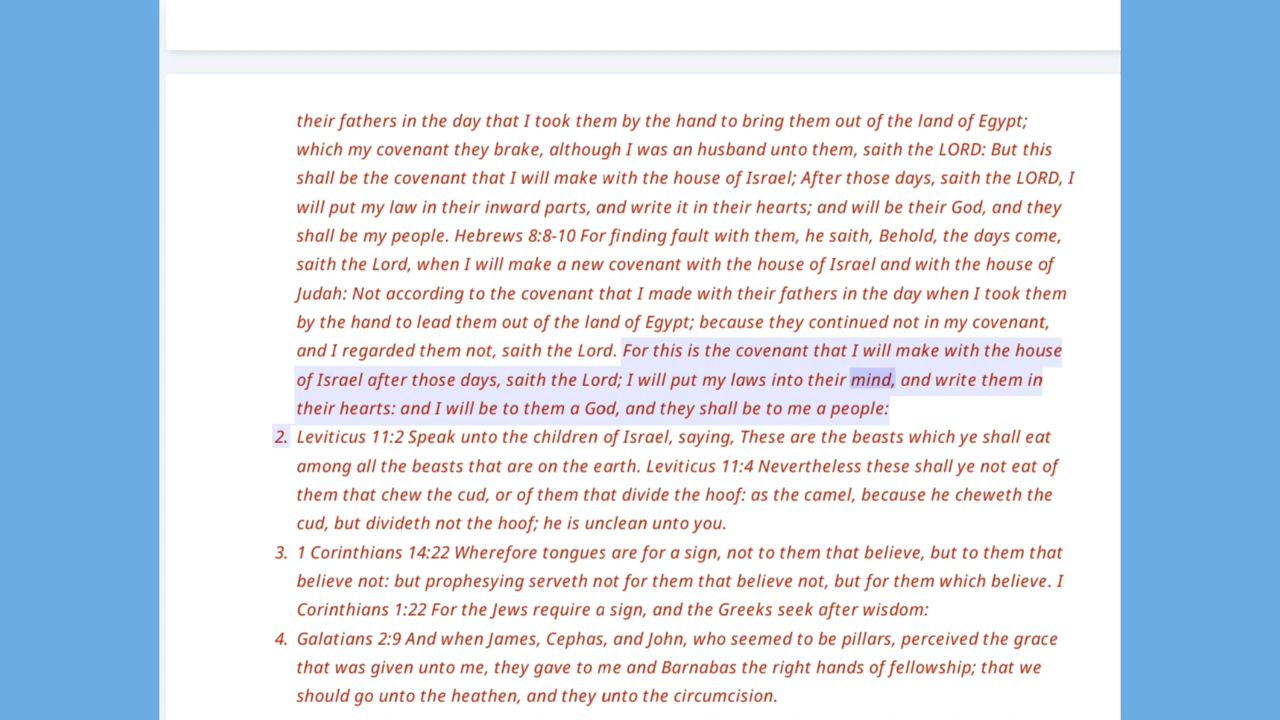 their fathers in the day that I took them by the hand to bring them out of the land of Egypt;
which my covenant they brake, although I was an husband unto them, saith the LORD: But this
shall be the covenant that I will make with the house of Israel; After those days, saith the LORD, I
will put my law in their inward parts, and write it in their hearts; and will be their God, and they
shall be my people. Hebrews 8:8-10 For finding fault with them, he saith, Behold, the days come,
saith the Lord, when I will make a new covenant with the house of Israel and with the house of
Judah: Not according to the covenant that I made with their fathers in the day when I took them
by the hand to lead them out of the land of Egypt; because they continued not in my covenant,
and I regarded them not, saith the Lord. For this is the covenant that I will make with the house
of Israel after those days, saith the Lord; I will put my laws into their mind, and write them in
their hearts: and I will be to them a God, and they shall be to me a people:
2. Leviticus 11:2 Speak unto the children of Israel, saying, These are the beasts which ye shall eat
among all the beasts that are on the earth. Leviticus 11:4 Nevertheless these shall ye not eat of
them that chew the cud, or of them that divide the hoof: as the camel, because he cheweth the
cud, but divideth not the hoof; he is unclean unto you.
3. 1 Corinthians 14:22 Wherefore tongues are for a sign, not to them that believe, but to them that
believe not: but prophesying serveth not for them that believe not, but for them which believe. I
Corinthians 1:22 For the Jews require a sign, and the Greeks seek after wisdom:
4. Galatians 2:9 And when James, Cephas, and John, who seemed to be pillars, perceived the grace
that was given unto me, they gave to me and Barnabas the right hands of fellowship; that we
should go unto the heathen, and they unto the circumcision.